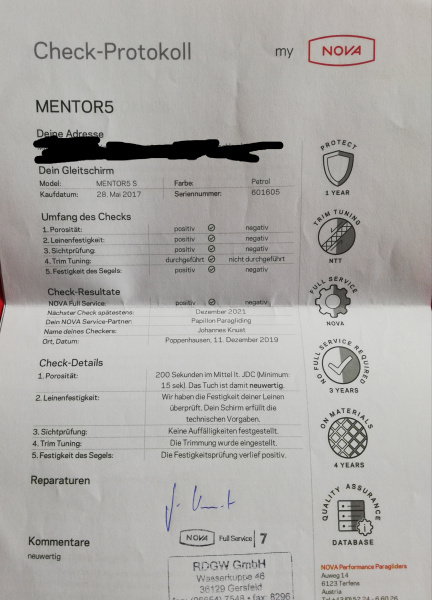 Check-Protokoll my NOVA
MENTOR5
Deine Adresse
Dein Gleitschirm
Model: MENTOR5 S Farbe: Petrol
Kaufdatum: 28. Mai 2017 Seriennummer: 601605
Umfang des Checks
1. Porosität: positiv negativ
2. Leinenfestigkeit: positiv negativ
3. Sichtprüfung: positiv negativ
4. Trim Tuning: durchgeführt nicht durchgeführt
5. Festigkeit des Segels: positiv negativ
Check-Resultate
NOVA Full Service: positiv negativ
Nächster Check spätestens: Dezember 2021
Dein NOVA Service-Partner: Papillon Paragliding
Name deines Checkers: Johannes Knust
Ort, Datum: Poppenhausen, 11. Dezember 2019
Check-Details
1. Porosität: 200 Sekunden im Mittel lt. JDC (Minimum:
15 sek). Das Tuch ist damit neuwertig.
2. Leinenfestigkeit: Wir haben die Festigkeit deiner Leinen
überprüft. Dein Schirm erfüllt die
technischen Vorgaben.
3. Sichtprüfung: Keine Auffälligkeiten festgestellt.
4. Trim Tuning: Die Trimmung wurde eingestellt.
5. Festigkeit des Segels: Die Festigkeitsprüfung verlief positiv.
Reparaturen
NOVA Full Service 7
Kommentare
neuwertig
RDGW GmbH
Wasserkuppe 46
36129 Gersfeld
(06654) 7548 • fax: 8296
PROTECT
1 YEAR
TRIM TUNING
NTT
FULL SERVICE
NOVA
NO FULL SERVICE REQUIRED
3 YEARS
ON MATERIALS
4 YEARS
QUALITY ASSURANCE
DATABASE
NOVA Performance Paragliders
Auweg 14
6123 Terfens
Austria